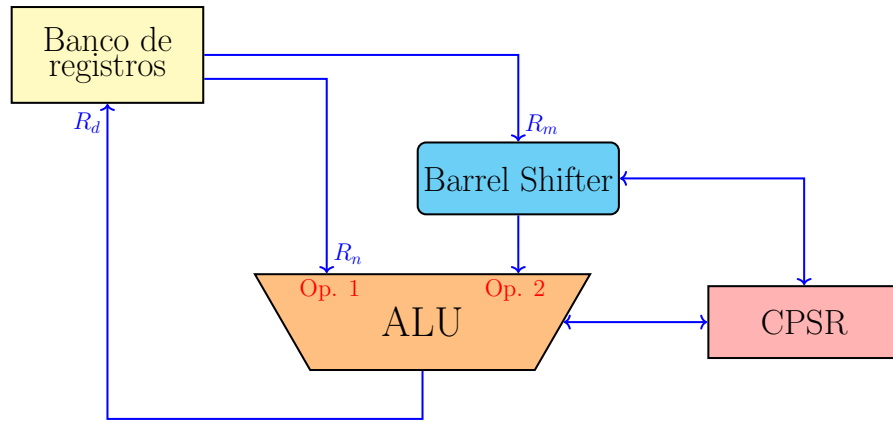 Banco de
registros
R_d
R_m
Barrel Shifter
R_n
Op. 1
Op. 2
ALU
CPSR